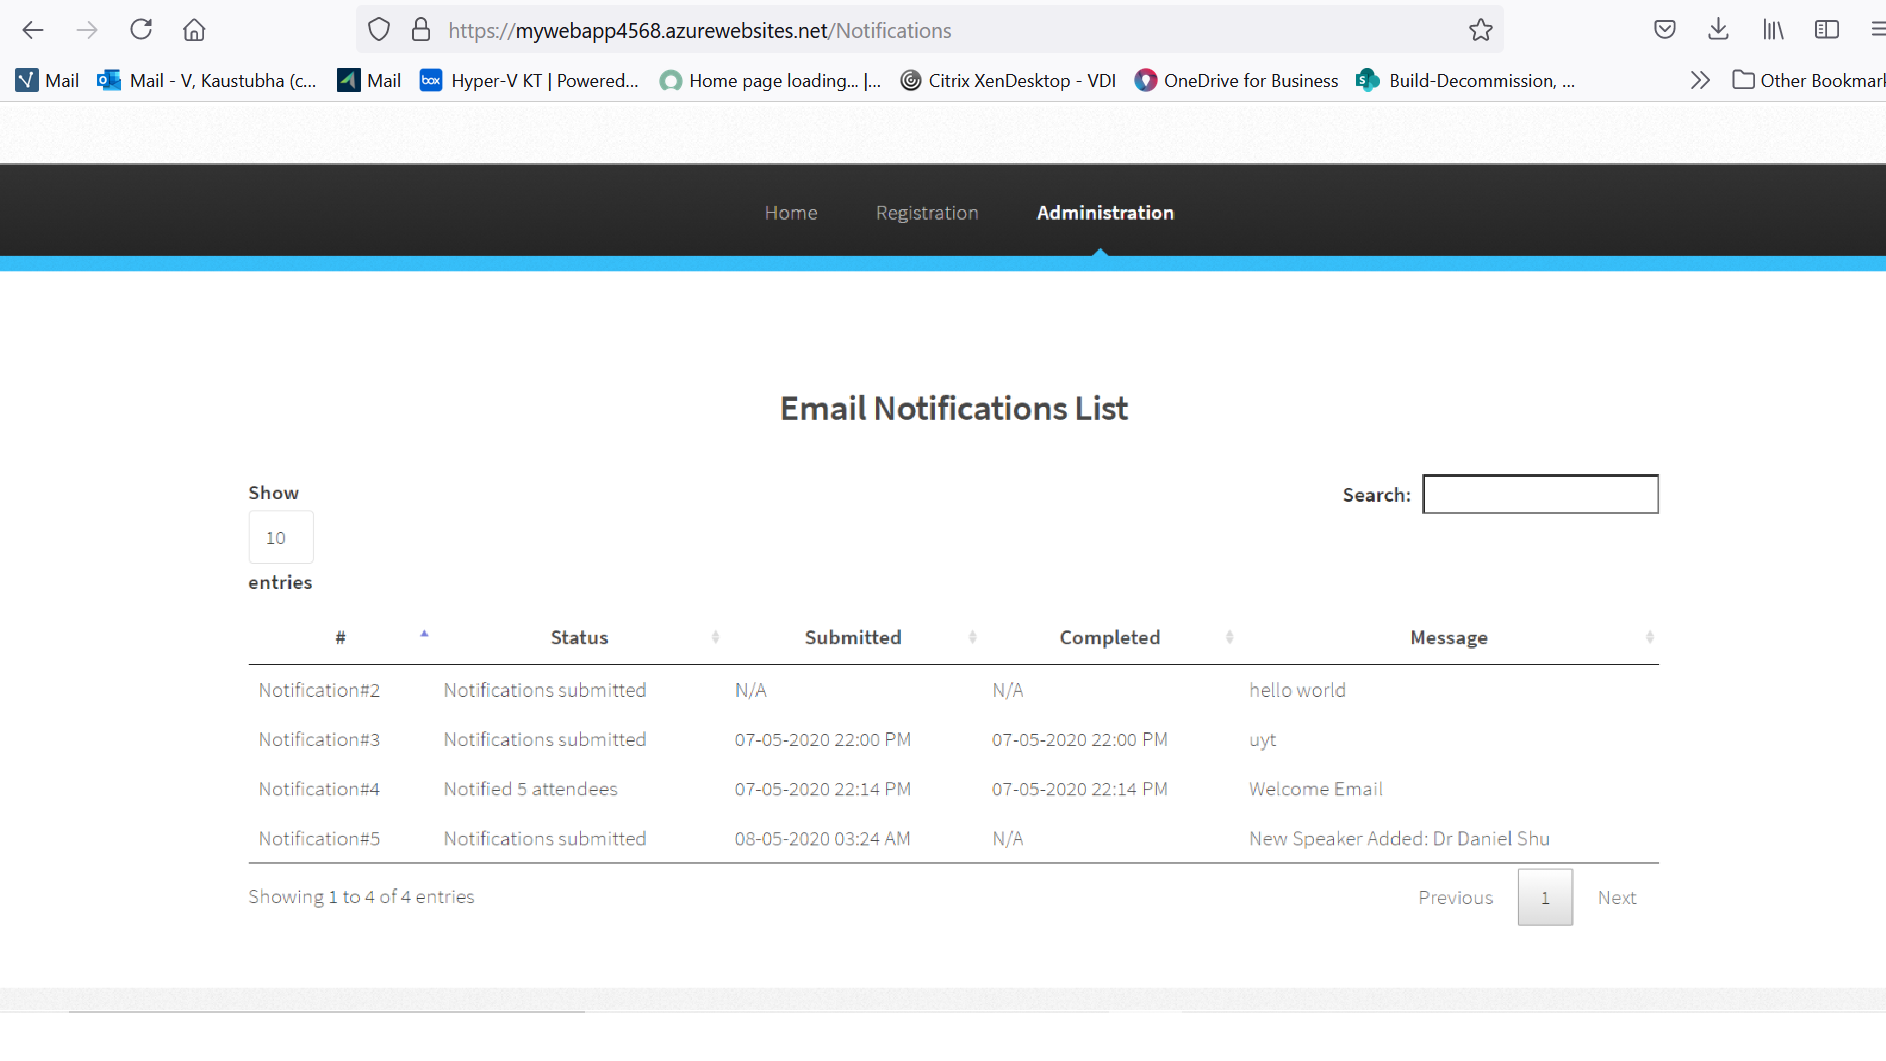 https://mywebapp4568.azurewebsites.net/Notifications
Mail Mail - V, Kaustubha (c... Mail box Hyper-V KT | Powered... Home page loading... |... Citrix XenDesktop - VDI OneDrive for Business Build-Decommission, ... Other Bookmark
Home Registration Administration
Email Notifications List
Show
10
entries
Search:
# Status Submitted Completed Message
Notification#2 Notifications submitted N/A N/A hello world
Notification#3 Notifications submitted 07-05-2020 22:00 PM 07-05-2020 22:00 PM uyt
Notification#4 Notified 5 attendees 07-05-2020 22:14 PM 07-05-2020 22:14 PM Welcome Email
Notification#5 Notifications submitted 08-05-2020 03:24 AM N/A New Speaker Added: Dr Daniel Shu
Showing 1 to 4 of 4 entries
Previous 1 Next